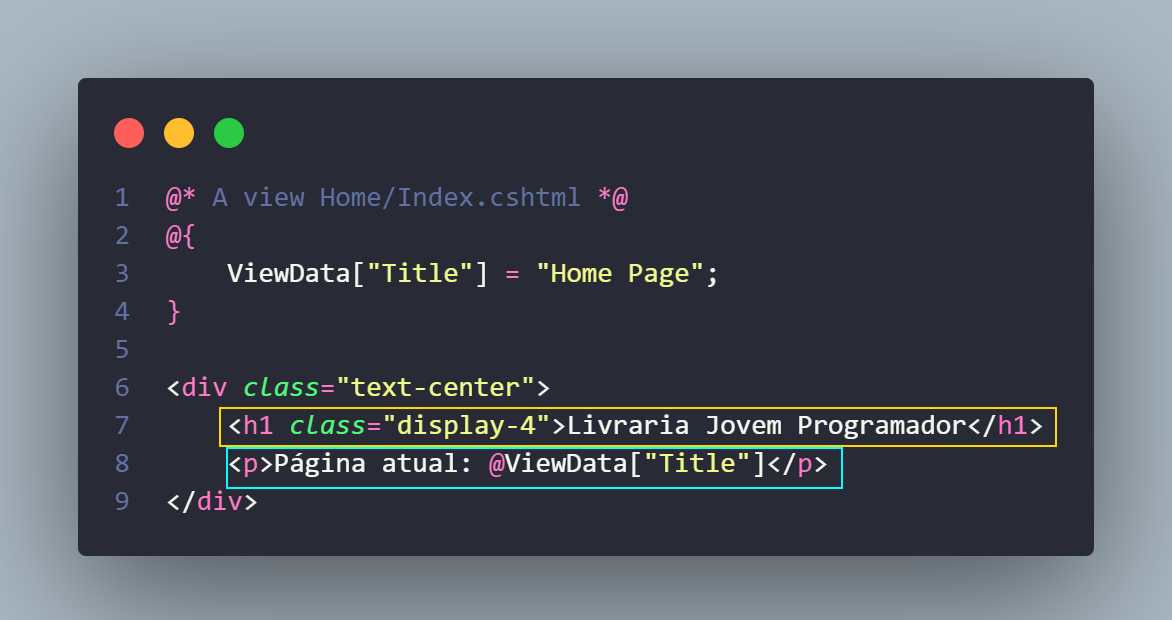 1 @* A view Home/Index.cshtml *@
2 @{
3     ViewData["Title"] = "Home Page";
4 }
5
6 <div class="text-center">
7     <h1 class="display-4">Livraria Jovem Programador</h1>
8     <p>Página atual: @ViewData["Title"]</p>
9 </div>